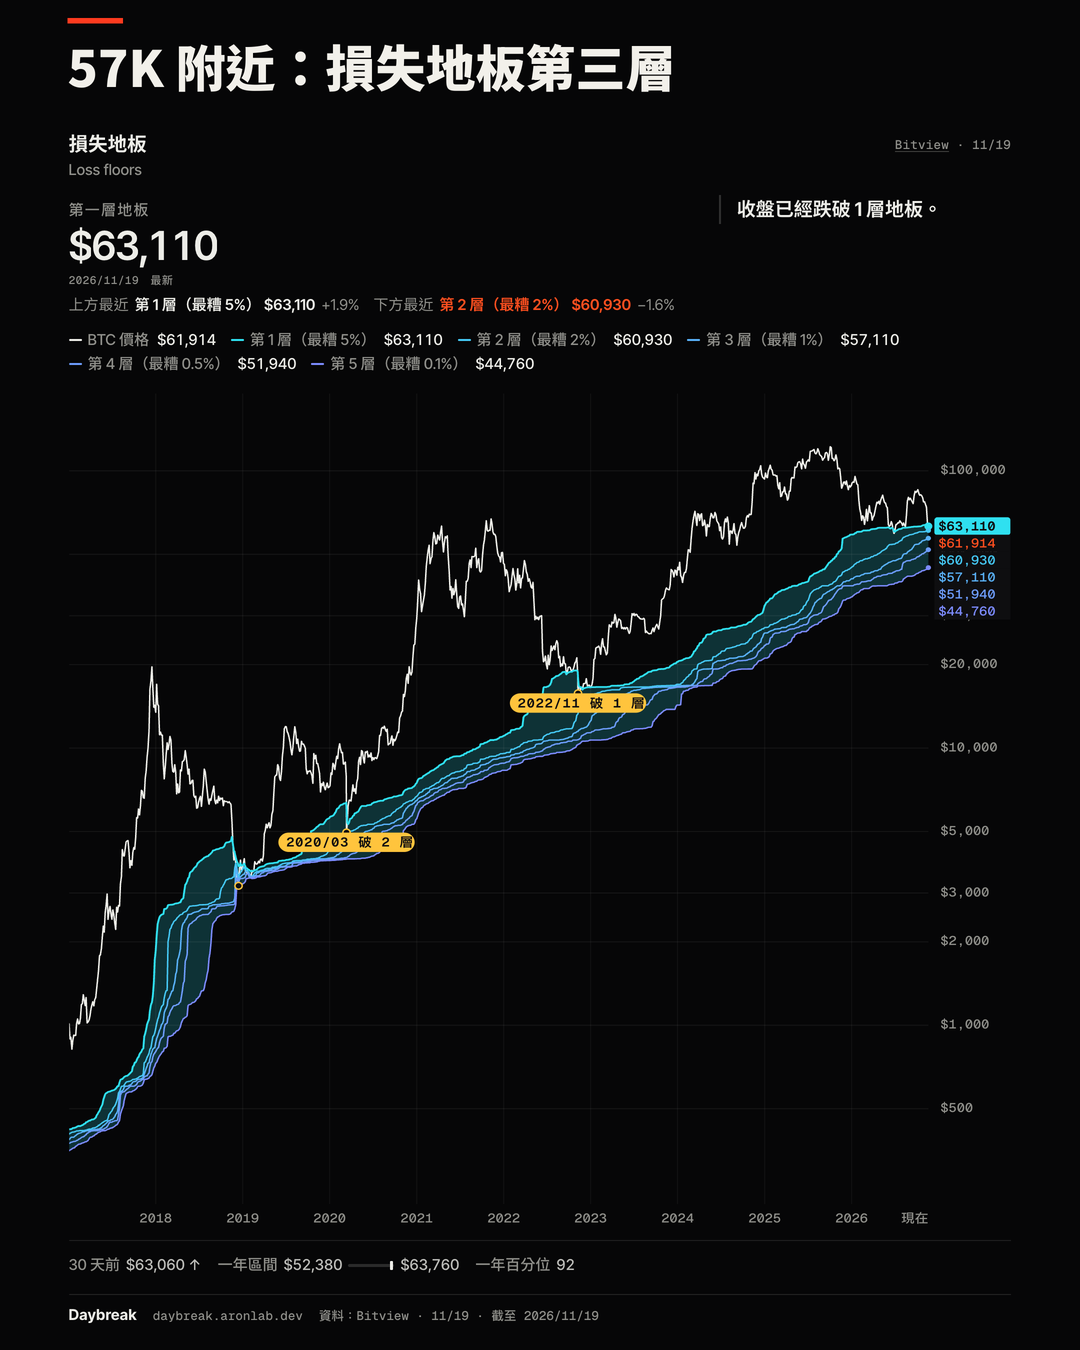 57K 附近：損失地板第三層
損失地板
Bitview · 11/19
Loss floors
第一層地板
收盤已經跌破 1 層地板。
$63,110
2026/11/19 最新
上方最近 第 1 層（最糟 5%） $63,110 +1.9% 下方最近 第 2 層（最糟 2%） $60,930 −1.6%
BTC 價格 $61,914 第 1 層（最糟 5%） $63,110 第 2 層（最糟 2%） $60,930 第 3 層（最糟 1%） $57,110
第 4 層（最糟 0.5%） $51,940 第 5 層（最糟 0.1%） $44,760
$100,000
$63,110
$61,914
$60,930
$57,110
$51,940
$44,760
$20,000
2022/11 破 1 層
$10,000
$5,000
2020/03 破 2 層
$3,000
$2,000
$1,000
$500
2018 2019 2020 2021 2022 2023 2024 2025 2026 現在
30 天前 $63,060 ↑ 一年區間 $52,380 $63,760 一年百分位 92
Daybreak daybreak.aronlab.dev 資料：Bitview · 11/19 · 截至 2026/11/19